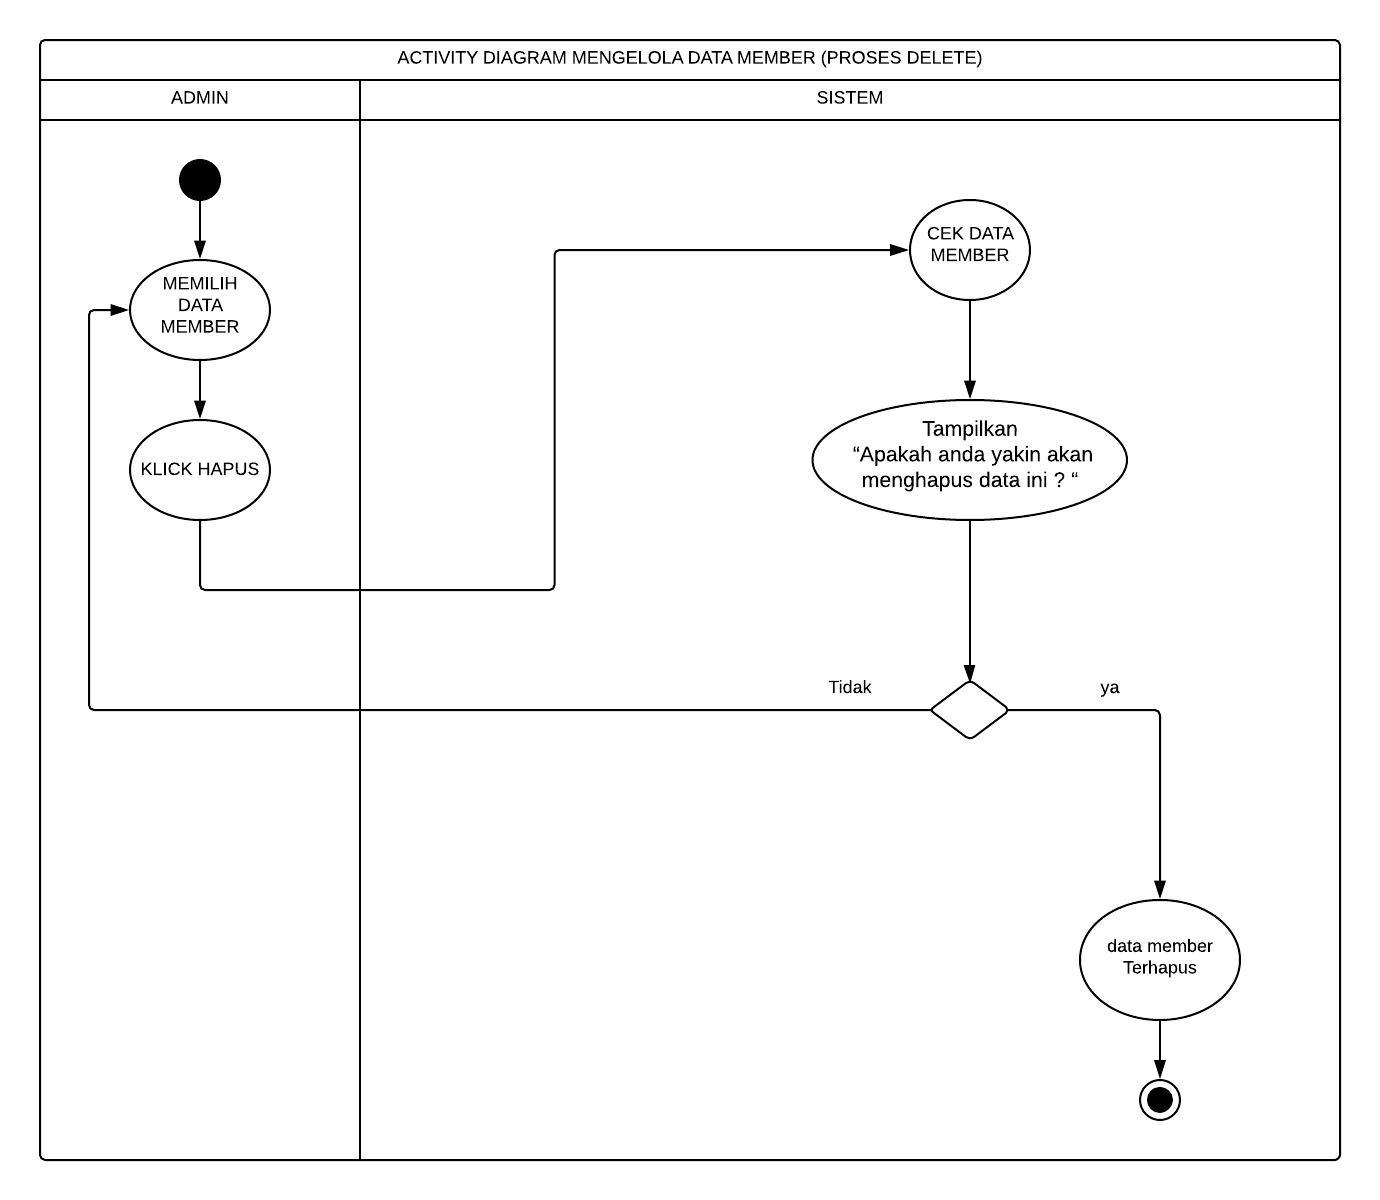 ACTIVITY DIAGRAM MENGELOLA DATA MEMBER (PROSES DELETE)
ADMIN
SISTEM
MEMILIH
DATA
MEMBER
KLICK HAPUS
CEK DATA
MEMBER
Tampilkan
“Apakah anda yakin akan
menghapus data ini ? “
Tidak
ya
data member
Terhapus